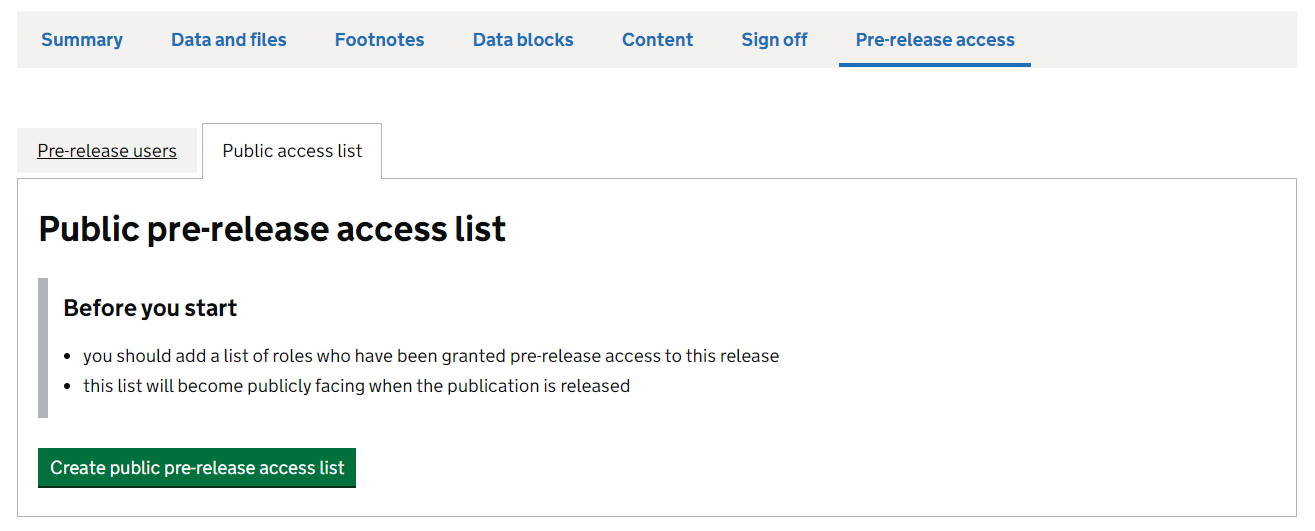 Summary Data and files Footnotes Data blocks Content Sign off Pre-release access
Pre-release users Public access list
Public pre-release access list
Before you start
you should add a list of roles who have been granted pre-release access to this release
this list will become publicly facing when the publication is released
Create public pre-release access list